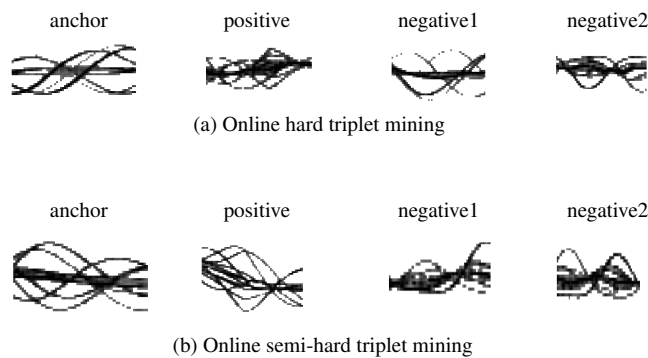 anchor positive negative1 negative2
(a) Online hard triplet mining
anchor positive negative1 negative2
(b) Online semi-hard triplet mining